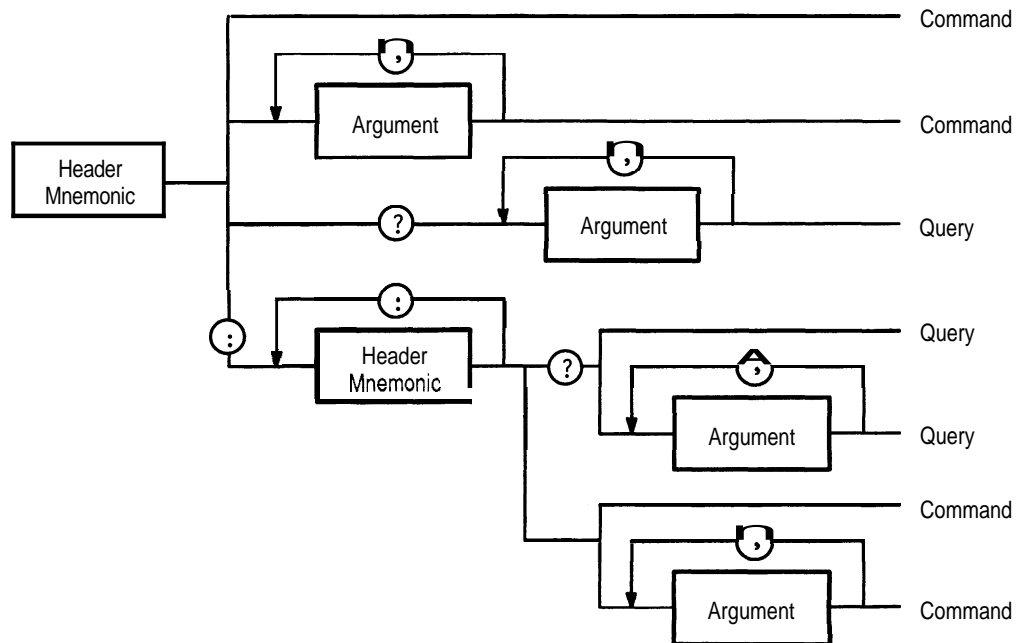 Command
,
Argument
Command
Header
Mnemonic
,
?
Argument
Query
:
:
Header
Mnemonic
?
Query
,
Argument
Query
Command
,
Argument
Command